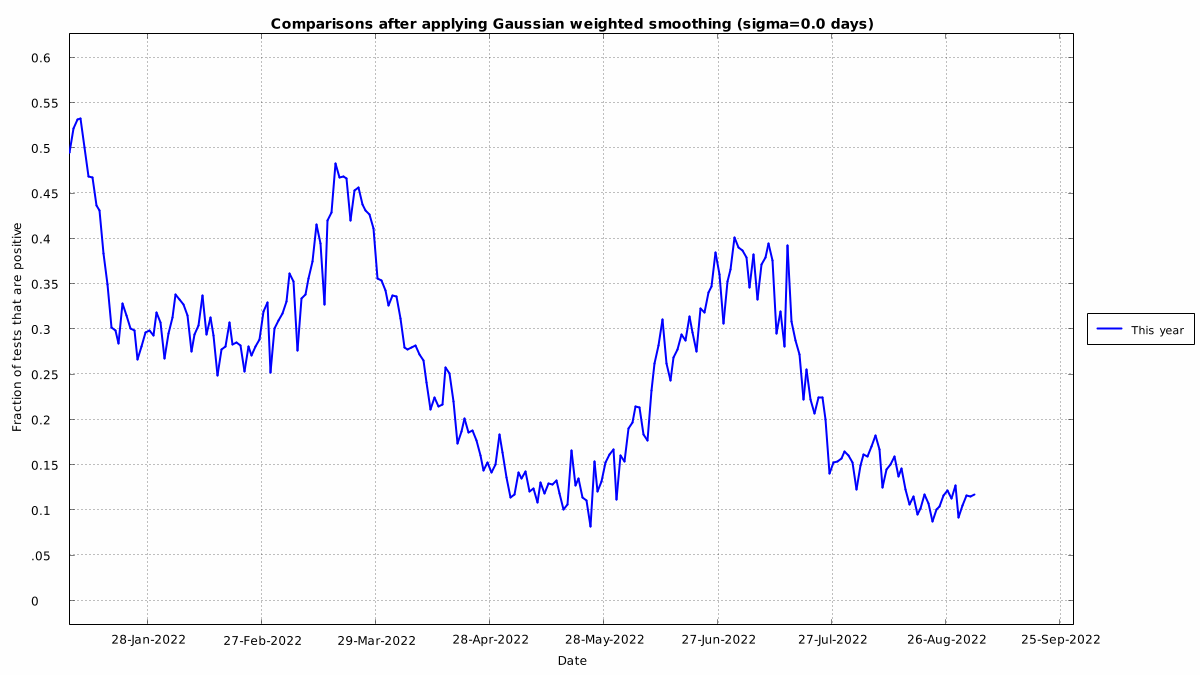 Comparisons after applying Gaussian weighted smoothing (sigma=0.0 days)
0.6
0.55
0.5
0.45
0.4
0.35
0.3
0.25
0.2
0.15
0.1
.05
0
Fraction of tests that are positive
28-Jan-2022
27-Feb-2022
29-Mar-2022
28-Apr-2022
28-May-2022
27-Jun-2022
27-Jul-2022
26-Aug-2022
25-Sep-2022
Date
This year